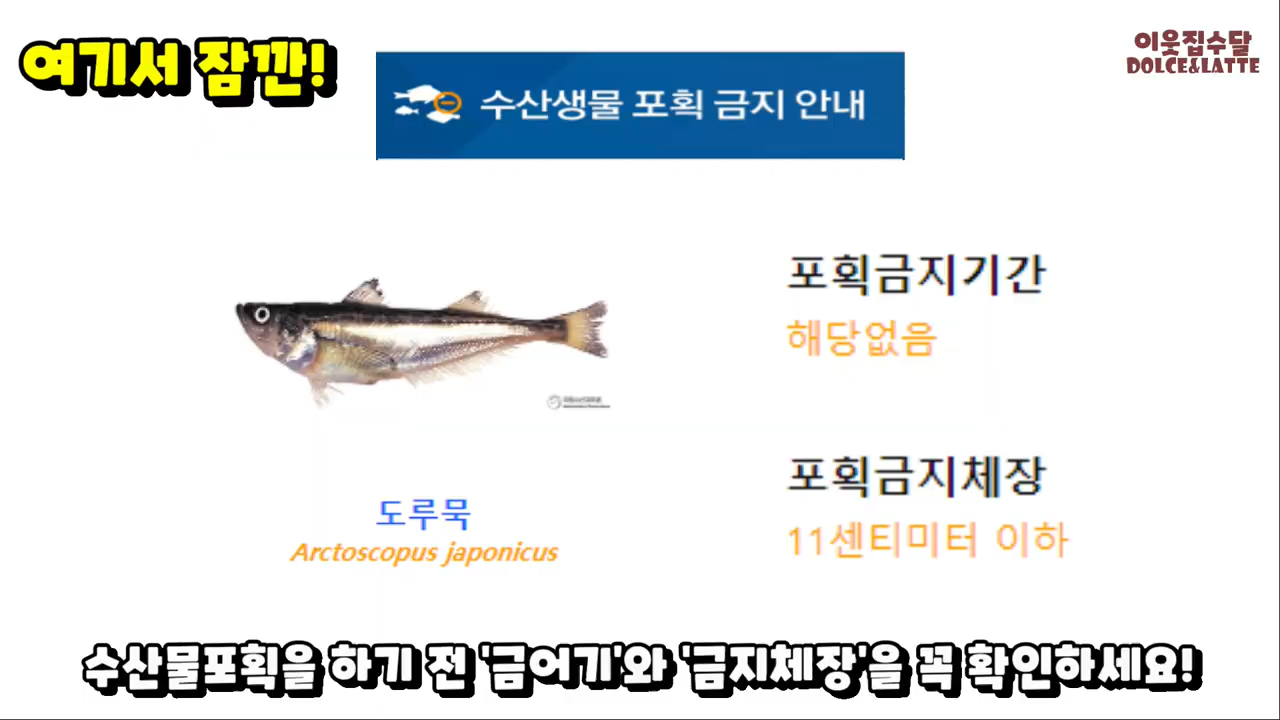 여기서 잠깐!
이웃집수달
DOLCE&LATTE
수산생물 포획 금지 안내
포획금지기간
해당없음
포획금지체장
11센티미터 이하
도루묵
Arctoscopus japonicus
수산물포획을 하기 전 '금어기'와 '금지체장'을 꼭 확인하세요!